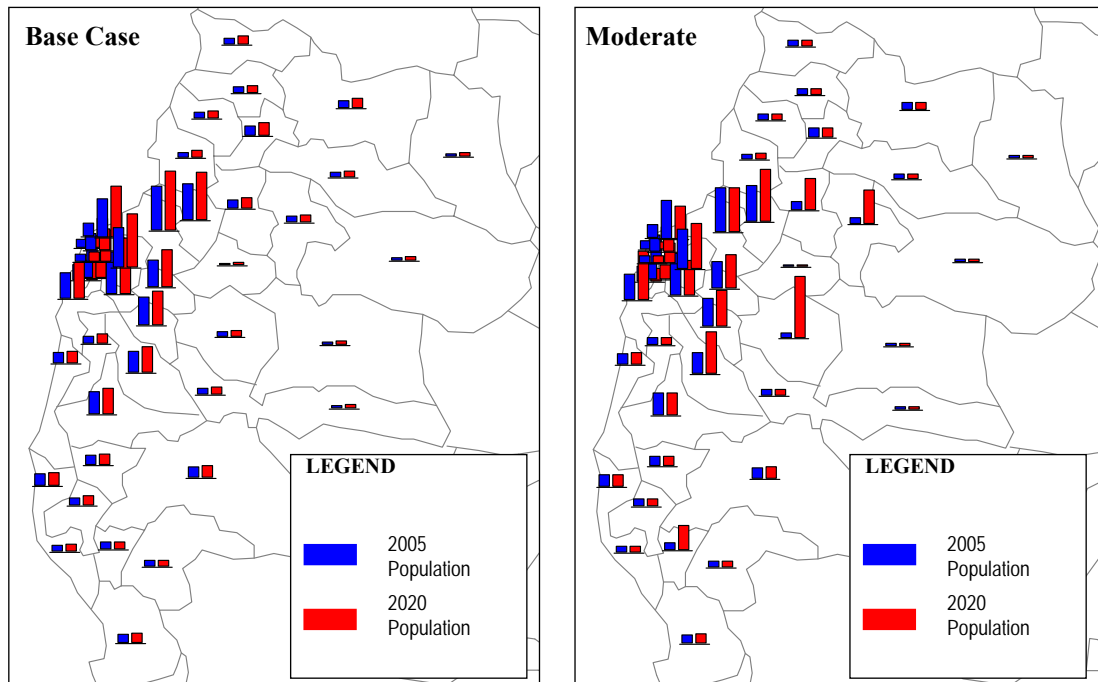 Base Case
LEGEND
2005
Population
2020
Population
Moderate
LEGEND
2005
Population
2020
Population